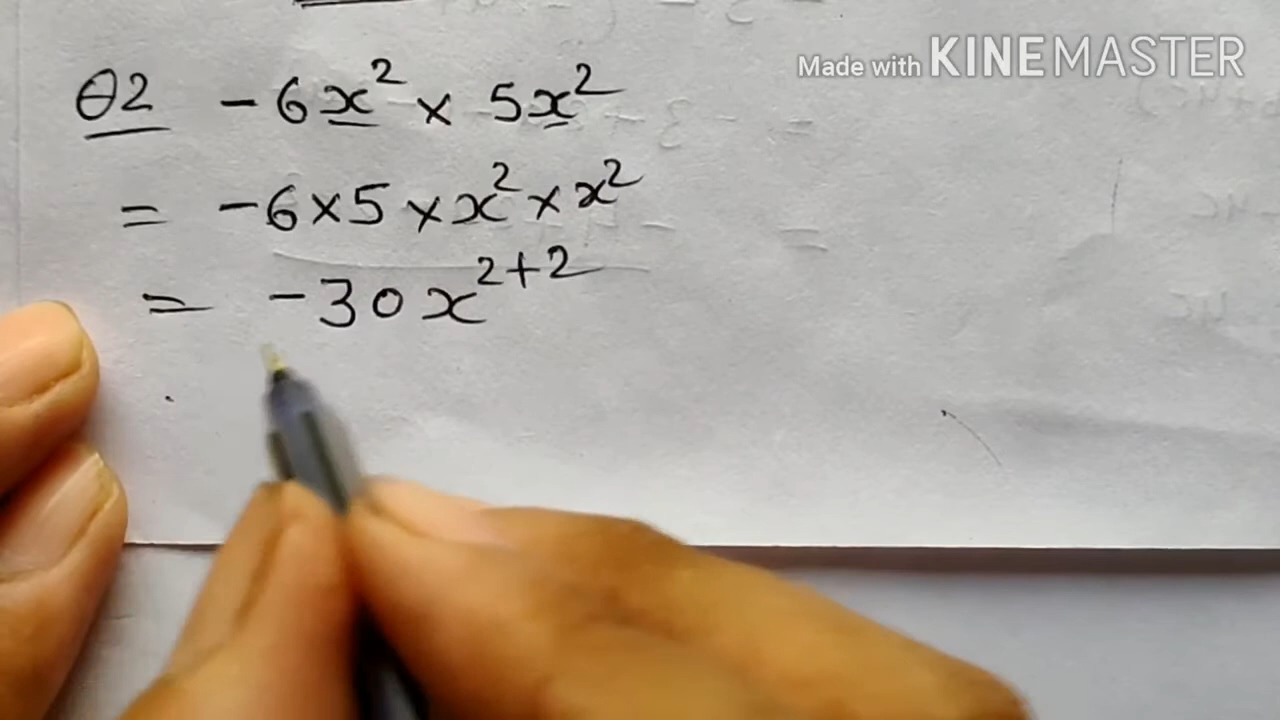 Made with KINEMASTER
Q2 -6x² × 5x²
= -6×5×x²×x²
= -30x²⁺²